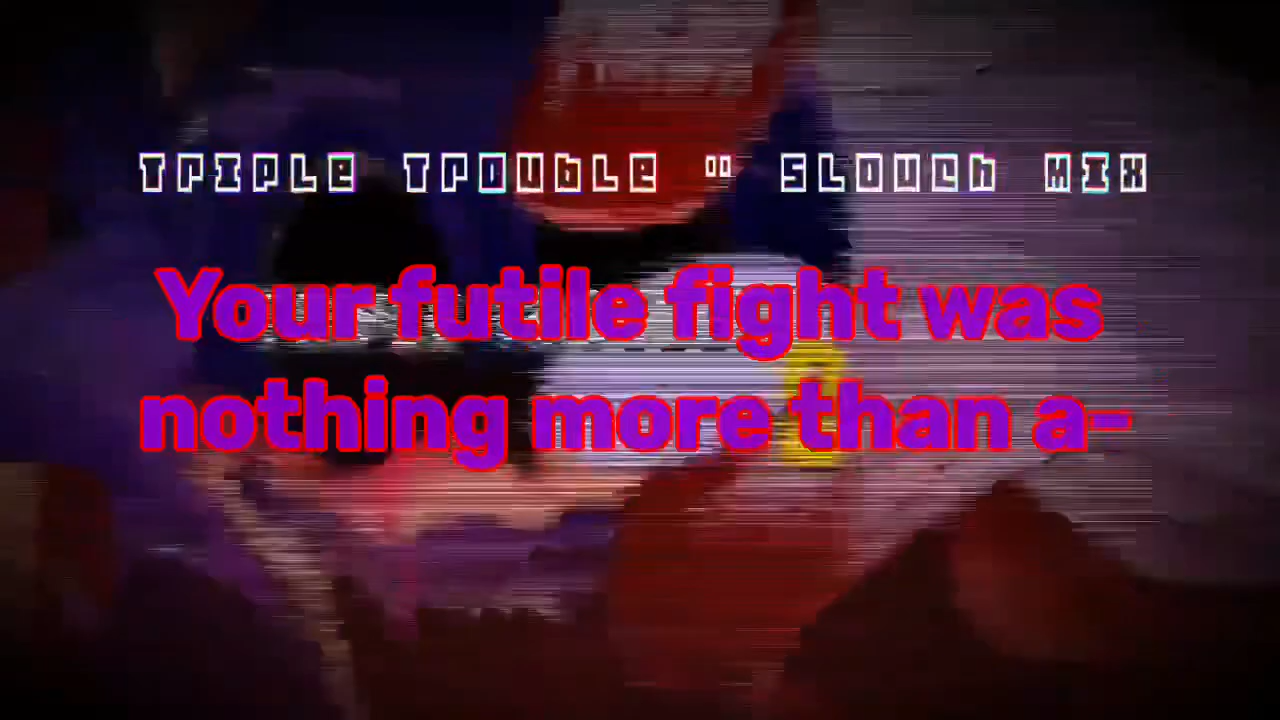 TRIPLE TROUBLE " SLOUCH MIX
Your futile fight was
nothing more than a-